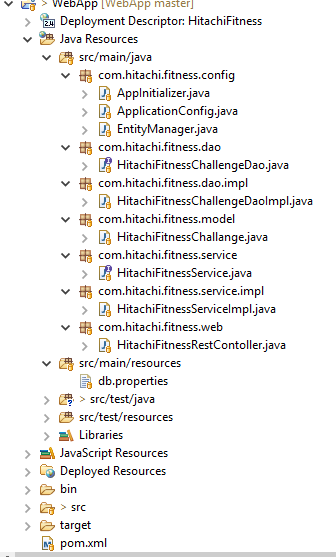 > WebApp [WebApp master]
Deployment Descriptor: HitachiFitness
Java Resources
src/main/java
com.hitachi.fitness.config
AppInitializer.java
ApplicationConfig.java
EntityManager.java
com.hitachi.fitness.dao
HitachiFitnessChallengeDao.java
com.hitachi.fitness.dao.impl
HitachiFitnessChallengeDaoImpl.java
com.hitachi.fitness.model
HitachiFitnessChallange.java
com.hitachi.fitness.service
HitachiFitnessService.java
com.hitachi.fitness.service.impl
HitachiFitnessServiceImpl.java
com.hitachi.fitness.web
HitachiFitnessRestContoller.java
src/main/resources
db.properties
> src/test/java
src/test/resources
Libraries
JavaScript Resources
Deployed Resources
bin
> src
target
pom.xml